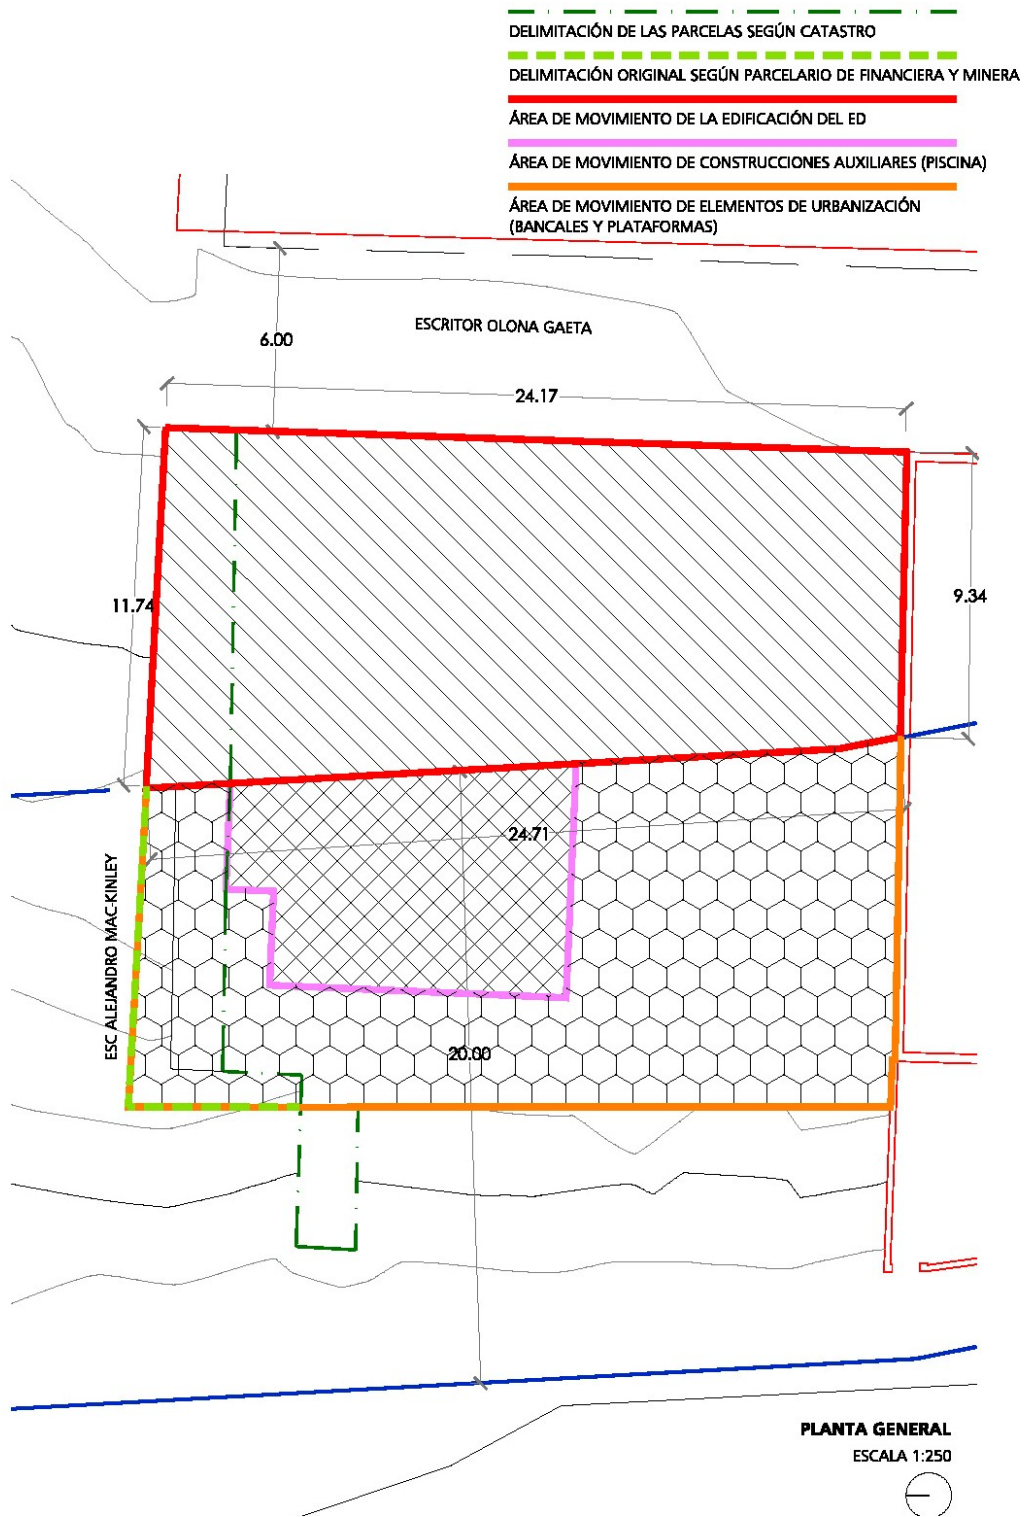 DELIMITACIÓN DE LAS PARCELAS SEGÚN CATASTRO
DELIMITACIÓN ORIGINAL SEGÚN PARCELARIO DE FINANCIERA Y MINERA
ÁREA DE MOVIMIENTO DE LA EDIFICACIÓN DEL ED
ÁREA DE MOVIMIENTO DE CONSTRUCCIONES AUXILIARES (PISCINA)
ÁREA DE MOVIMIENTO DE ELEMENTOS DE URBANIZACIÓN
(BANCALES Y PLATAFORMAS)
ESCRITOR OLONA GAETA
6.00
24.17
11.74
9.34
24.71
ESC ALEJANDRO MAC-KINLEY
20.00
PLANTA GENERAL
ESCALA 1:250